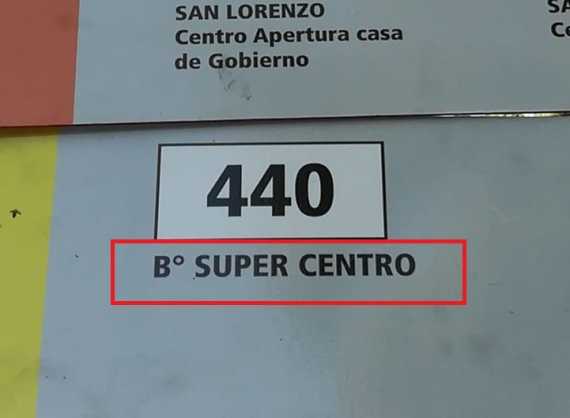 SAN LORENZO
Centro Apertura casa
de Gobierno
440
B° SUPER CENTRO